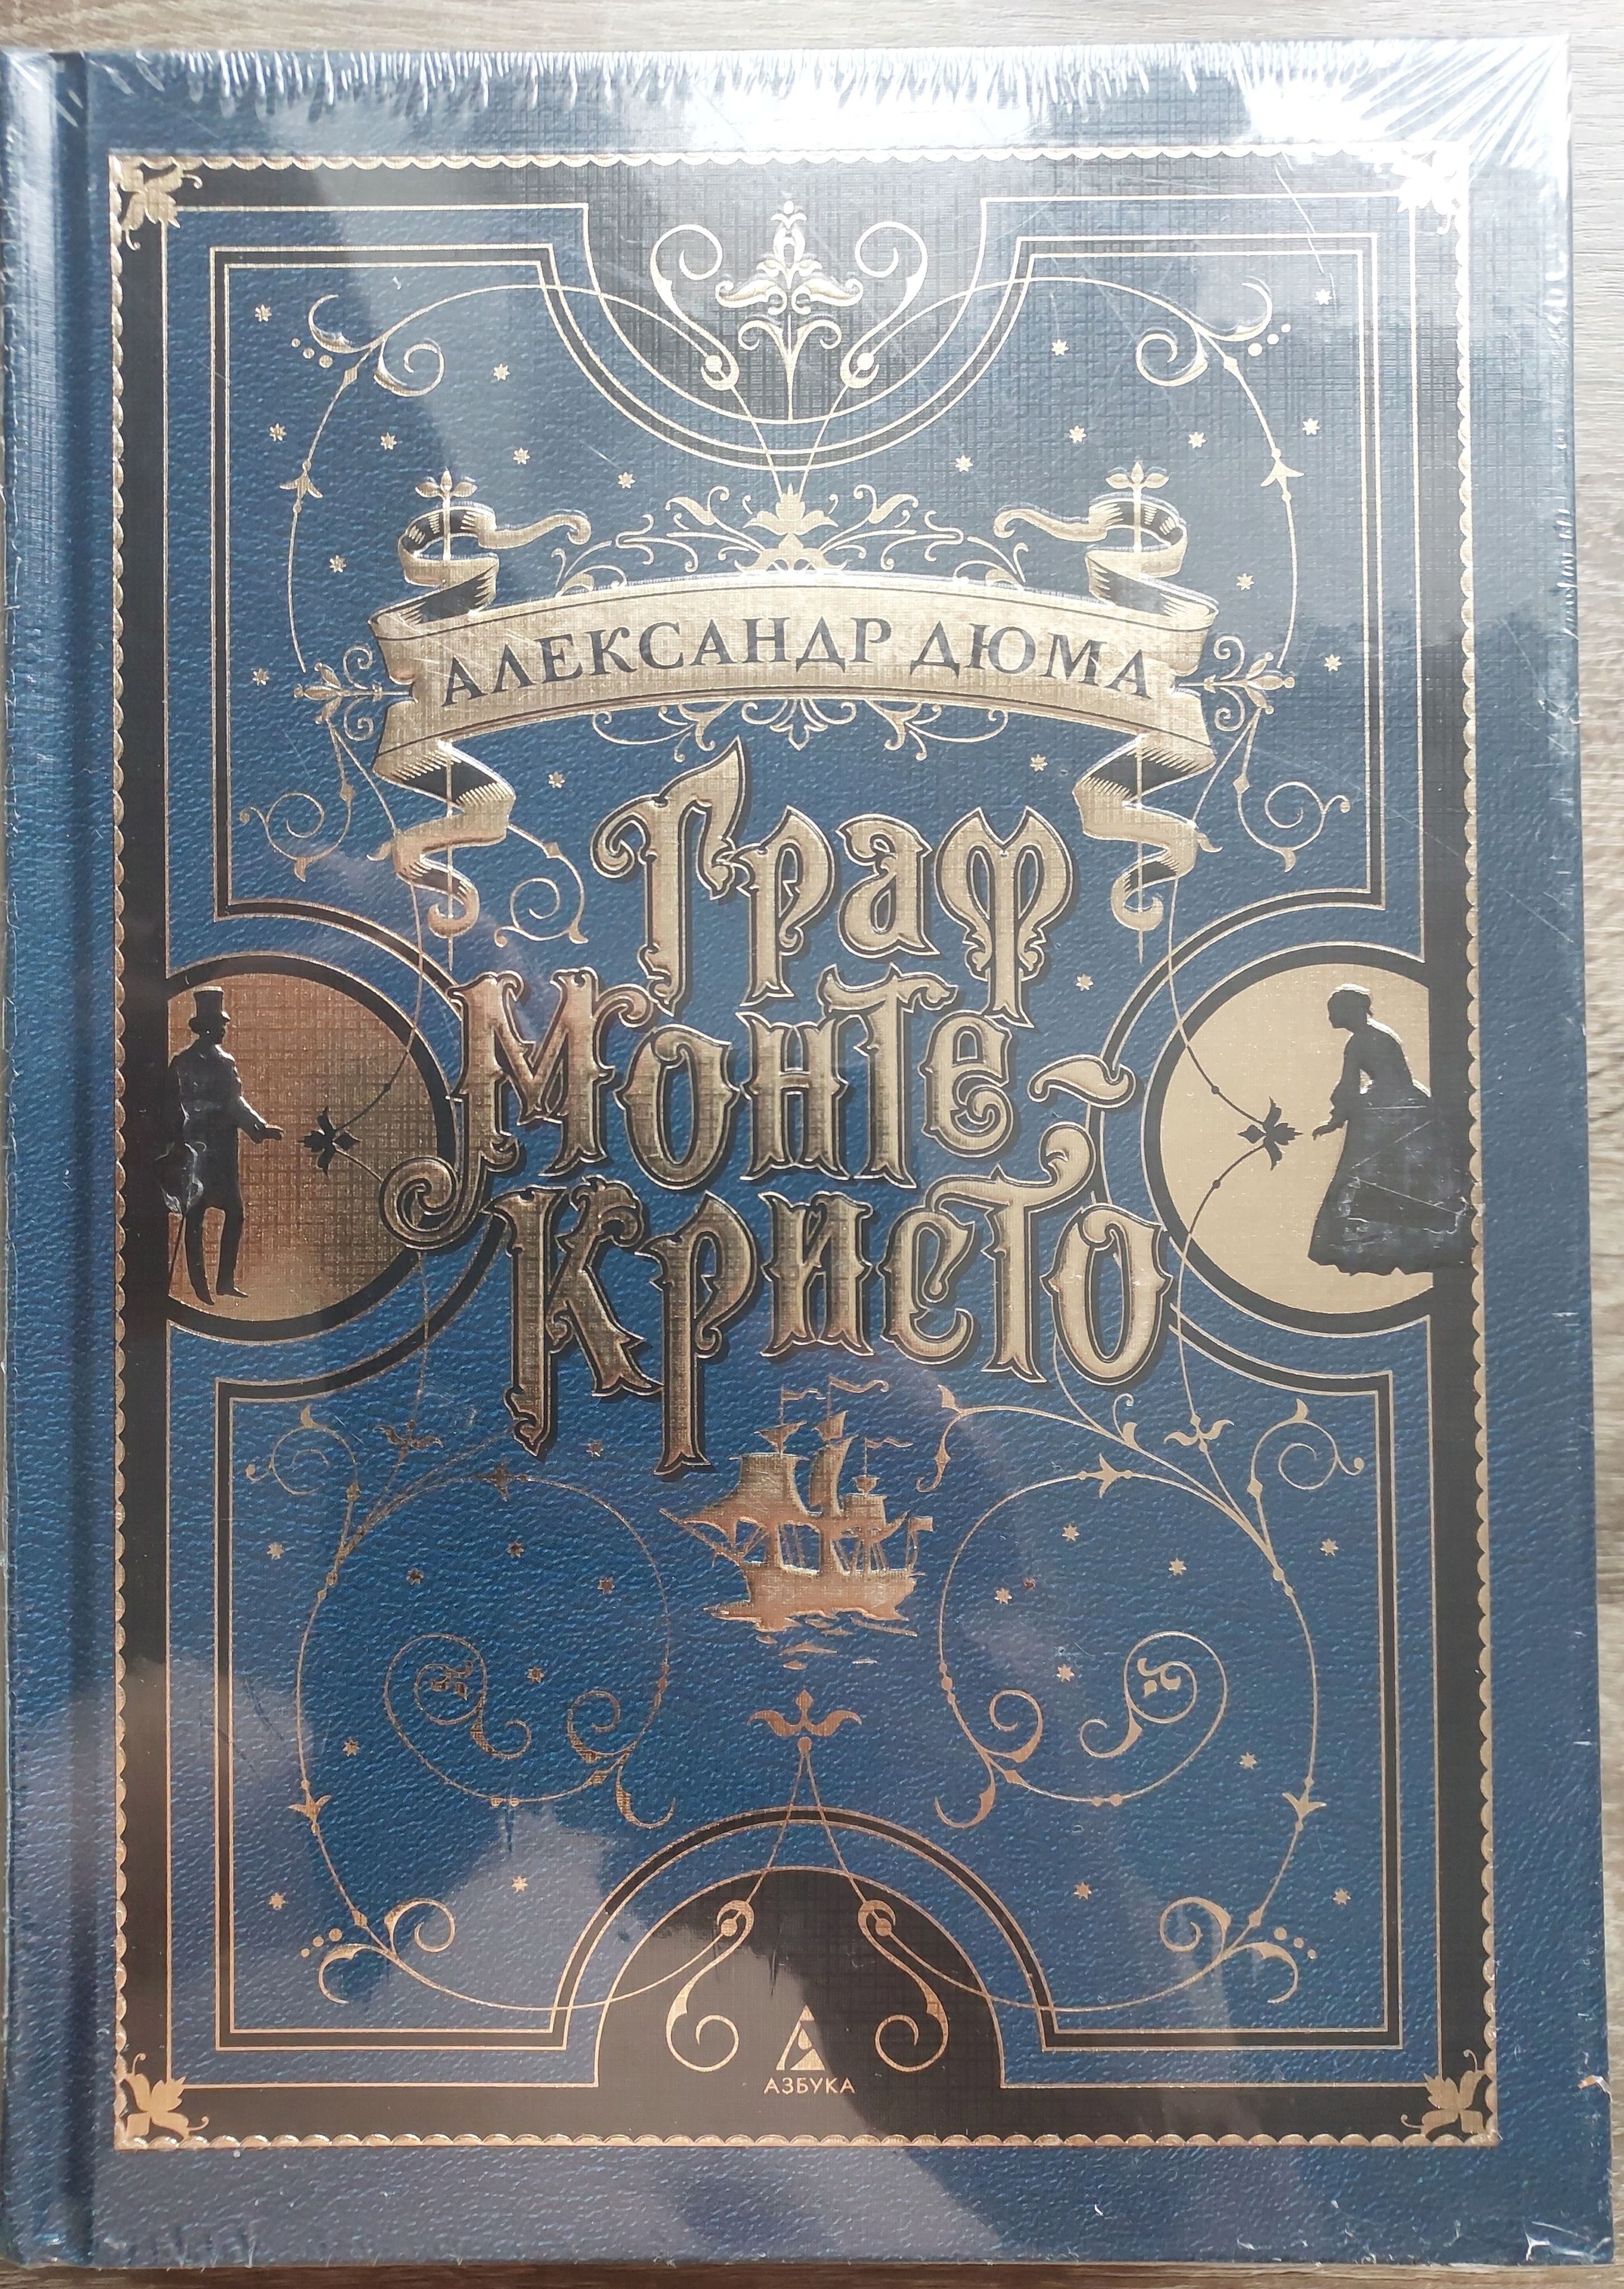 АЛЕКСАНДР ДЮМА
Граф
Монте-
Кристо
АЗБУКА